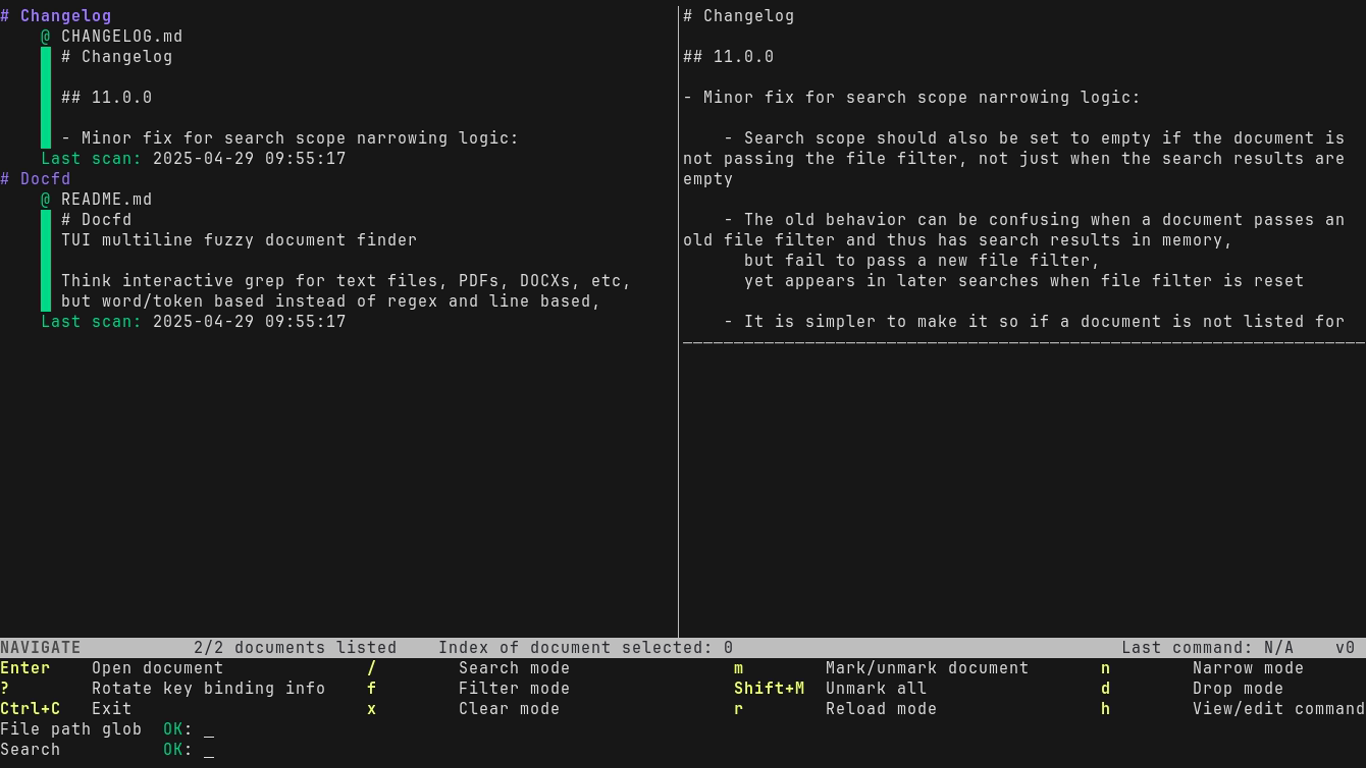 # Changelog
@ CHANGELOG.md
# Changelog
## 11.0.0
- Minor fix for search scope narrowing logic:
Last scan: 2025-04-29 09:55:17
# Docfd
@ README.md
# Docfd
TUI multiline fuzzy document finder
Think interactive grep for text files, PDFs, DOCXs, etc,
but word/token based instead of regex and line based,
Last scan: 2025-04-29 09:55:17
# Changelog
## 11.0.0
- Minor fix for search scope narrowing logic:
- Search scope should also be set to empty if the document is
not passing the file filter, not just when the search results are
empty
- The old behavior can be confusing when a document passes an
old file filter and thus has search results in memory,
but fail to pass a new file filter,
yet appears in later searches when file filter is reset
- It is simpler to make it so if a document is not listed for
NAVIGATE 2/2 documents listed Index of document selected: 0 Last command: N/A v0
Enter Open document / Search mode m Mark/unmark document n Narrow mode
? Rotate key binding info f Filter mode Shift+M Unmark all d Drop mode
Ctrl+C Exit x Clear mode r Reload mode h View/edit command
File path glob OK: _
Search OK: _